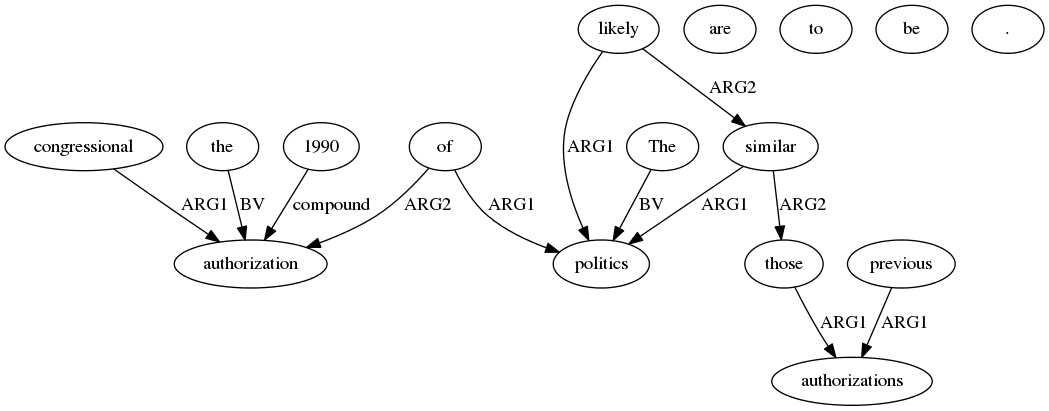 likely
are
to
be
.
ARG2
congressional
the
1990
of
ARG1
The
similar
ARG1
BV
compound
ARG2
ARG1
BV
ARG1
ARG2
authorization
politics
those
previous
ARG1
ARG1
authorizations